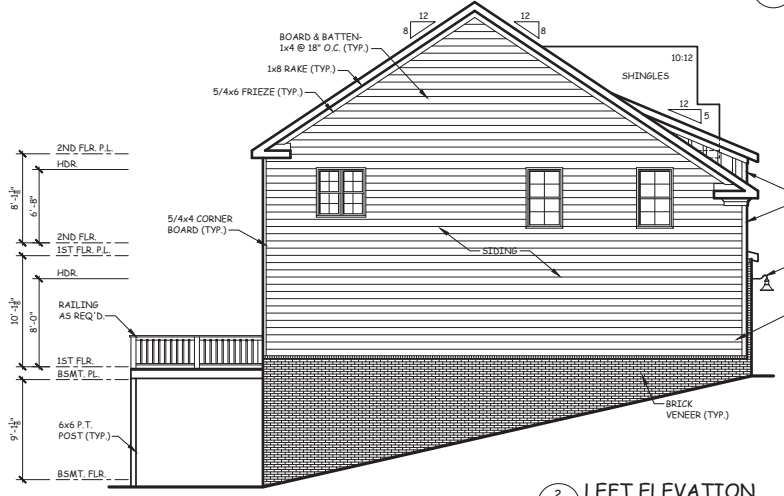 12
8
12
8
BOARD & BATTEN-
1x4 @ 18" O.C. (TYP.)
1x8 RAKE (TYP.)
5/4x6 FRIEZE (TYP.)
10:12
SHINGLES
12
5
2ND FLR. P.L.
HDR.
8'-1 1/8"
6'-8"
5/4x4 CORNER
BOARD (TYP.)
2ND FLR.
1ST FLR. P.L.
SIDING
HDR.
10'-1 1/8"
8'-0"
RAILING
AS REQ'D.
1ST FLR.
BSMT. PL.
9'-1 1/8"
6x6 P.T.
POST (TYP.)
BRICK
VENEER (TYP.)
BSMT. FLR.
2
LEFT ELEVATION